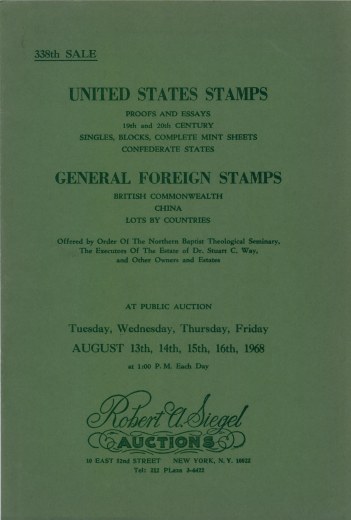 338th SALE
UNITED STATES STAMPS
PROOFS AND ESSAYS
19th and 20th CENTURY
SINGLES, BLOCKS, COMPLETE MINT SHEETS
CONFEDERATE STATES
GENERAL FOREIGN STAMPS
BRITISH COMMONWEALTH
CHINA
LOTS BY COUNTRIES
Offered by Order Of The Northern Baptist Theological Seminary,
The Executors Of The Estate of Dr. Stuart C. Way,
and Other Owners and Estates
AT PUBLIC AUCTION
Tuesday, Wednesday, Thursday, Friday
AUGUST 13th, 14th, 15th, 16th, 1968
at 1:00 P.M. Each Day
Robert A. Siegel
AUCTIONS
10 EAST 52nd STREET NEW YORK, N.Y. 10022
Tel: 212 PLaza